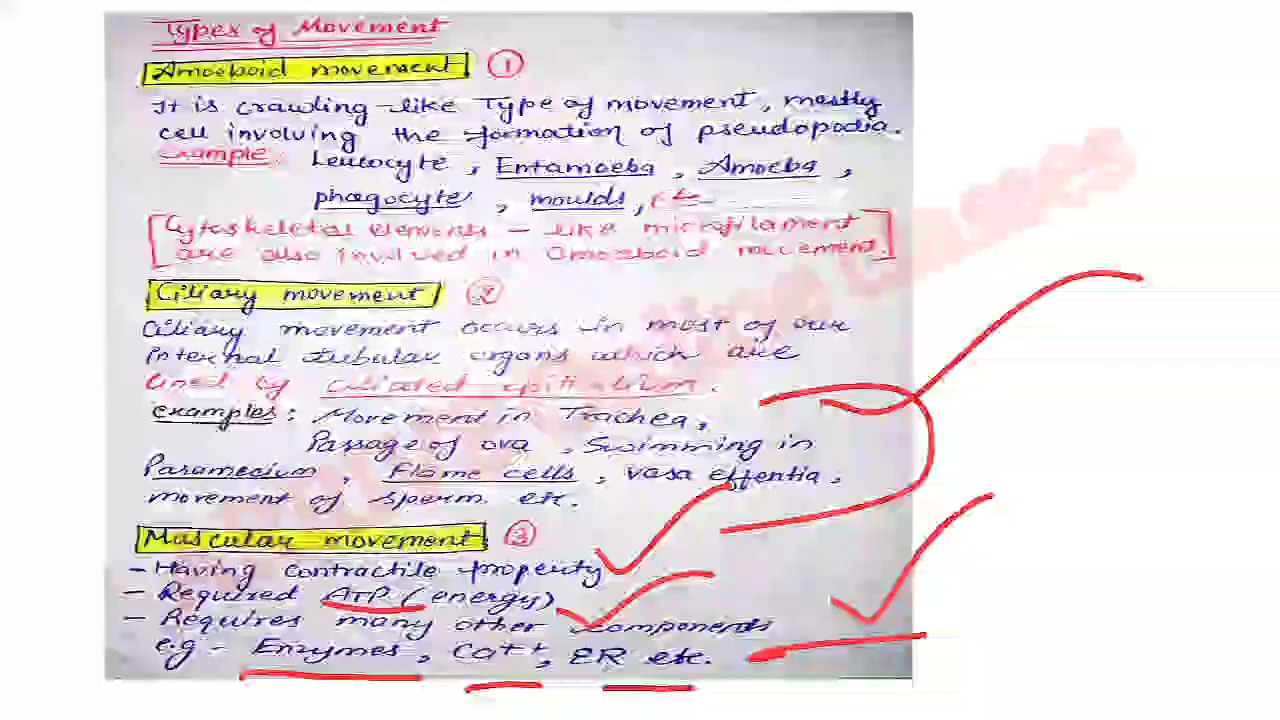 Types of Movement
Amoeboid movement ①
It is crawling-like Type of movement, mostly
cell involving the formation of pseudopodia.
Example: Leucocyte, Entamoeba, Amoeba,
phagocyte, moulds, etc
[Cytoskeletal elements - like microfilament
are also involved in amoeboid movement.]
Ciliary movement ②
Ciliary movement occurs in most of our
internal tubular organs which are
lined by ciliated epithelium.
examples: Movement in Trachea,
Passage of ova, Swimming in
Paramecium, Flame cells, vasa effentia,
movement of sperm etc.
Muscular movement ③
- Having contractile property
- Required ATP (energy)
- Requires many other components
e.g - Enzymes, Ca++, ER etc.
Classes